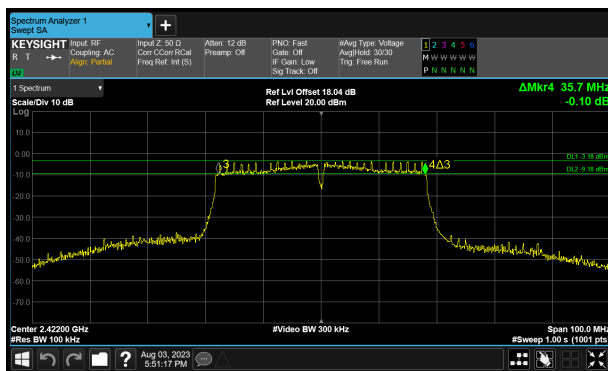 Spectrum Analyzer 1
Swept SA
+
KEYSIGHT Input: RF Input Z: 50 Ω Atten: 12 dB PNO: Fast #Avg Type: Voltage 1 2 3 4 5 6
R T Coupling: AC Corr CCorr RCal Preamp: Off Gate: Off Avg|Hold: 30/30 M W W W W W
Align: Partial Freq Ref: Int (S) IF Gain: Low Trig: Free Run
Sig Track: Off P N N N N N
LXI
1 Spectrum
Scale/Div 10 dB
Ref Lvl Offset 18.04 dB
Ref Level 20.00 dBm
ΔMkr4 35.7 MHz
-0.10 dB
Log
10.0
0.00
-10.0
-20.0
-30.0
-40.0
-50.0
-60.0
-70.0
3
4Δ3
DL1 -3.18 dBm
DL2 -9.18 dBm
Center 2.42200 GHz #Video BW 300 kHz Span 100.0 MHz
#Res BW 100 kHz #Sweep 1.00 s (1001 pts
?
Aug 03, 2023
5:51:17 PM